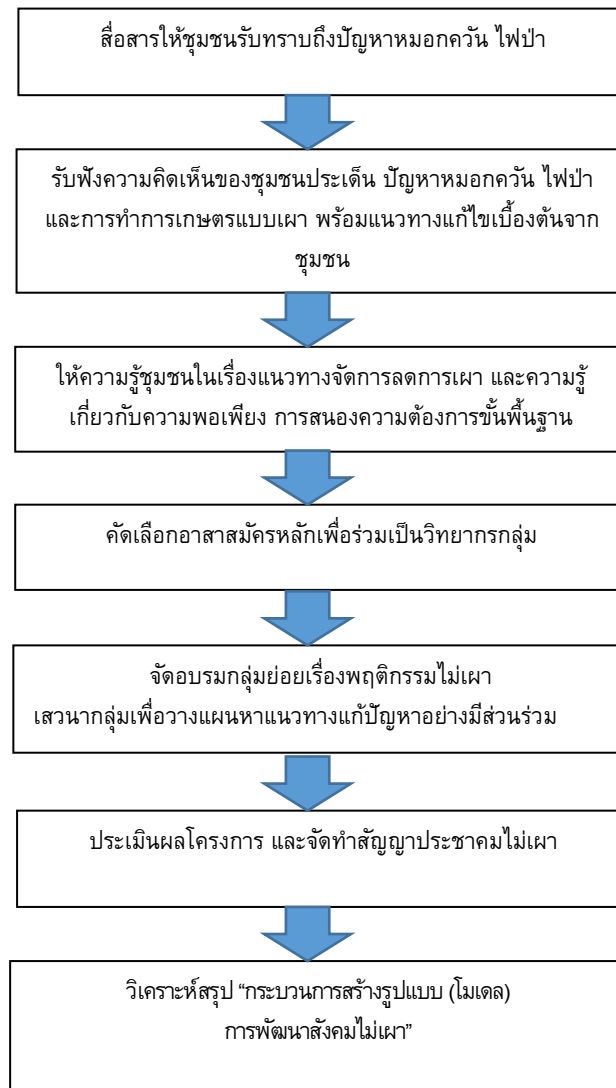 สื่อสารให้ชุมชนรับทราบถึงปัญหาหมอกควัน ไฟป่า
รับฟังความคิดเห็นของชุมชนประเด็น ปัญหาหมอกควัน ไฟป่า
และการทำการเกษตรแบบเผา พร้อมแนวทางแก้ไขเบื้องต้นจาก
ชุมชน
ให้ความรู้ชุมชนในเรื่องแนวทางจัดการลดการเผา และความรู้
เกี่ยวกับความพอเพียง การสนองความต้องการขั้นพื้นฐาน
คัดเลือกอาสาสมัครหลักเพื่อร่วมเป็นวิทยากรกลุ่ม
จัดอบรมกลุ่มย่อยเรื่องพฤติกรรมไม่เผา
เสวนากลุ่มเพื่อวางแผนหาแนวทางแก้ปัญหาอย่างมีส่วนร่วม
ประเมินผลโครงการ และจัดทำสัญญาประชาคมไม่เผา
วิเคราะห์สรุป “กระบวนการสร้างรูปแบบ (โมเดล)
การพัฒนาสังคมไม่เผา”